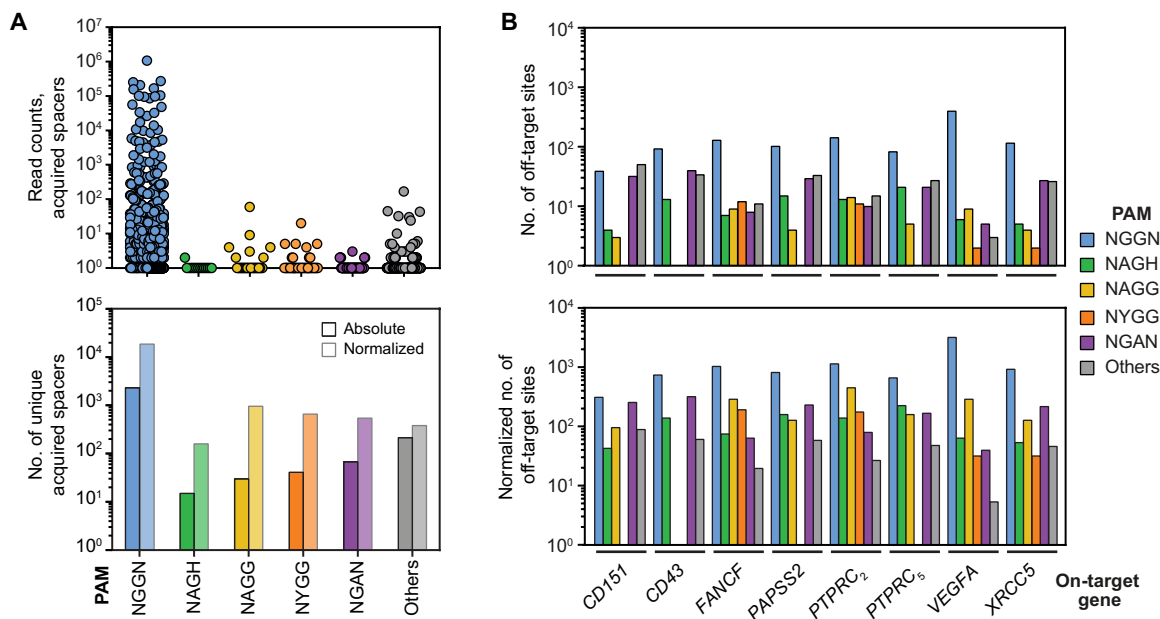 A
Read counts,
acquired spacers
10⁷
10⁶
10⁵
10⁴
10³
10²
10¹
10⁰
No. of unique
acquired spacers
10⁵
10⁴
10³
10²
10¹
10⁰
Absolute
Normalized
PAM
NGGN
NAGH
NAGG
NYGG
NGAN
Others
B
No. of off-target sites
10⁴
10³
10²
10¹
10⁰
Normalized no. of
off-target sites
10⁴
10³
10²
10¹
10⁰
CD151
CD43
FANCF
PAPSS2
PTPRC₂
PTPRC₅
VEGFA
XRCC5
On-target
gene
PAM
NGGN
NAGH
NAGG
NYGG
NGAN
Others